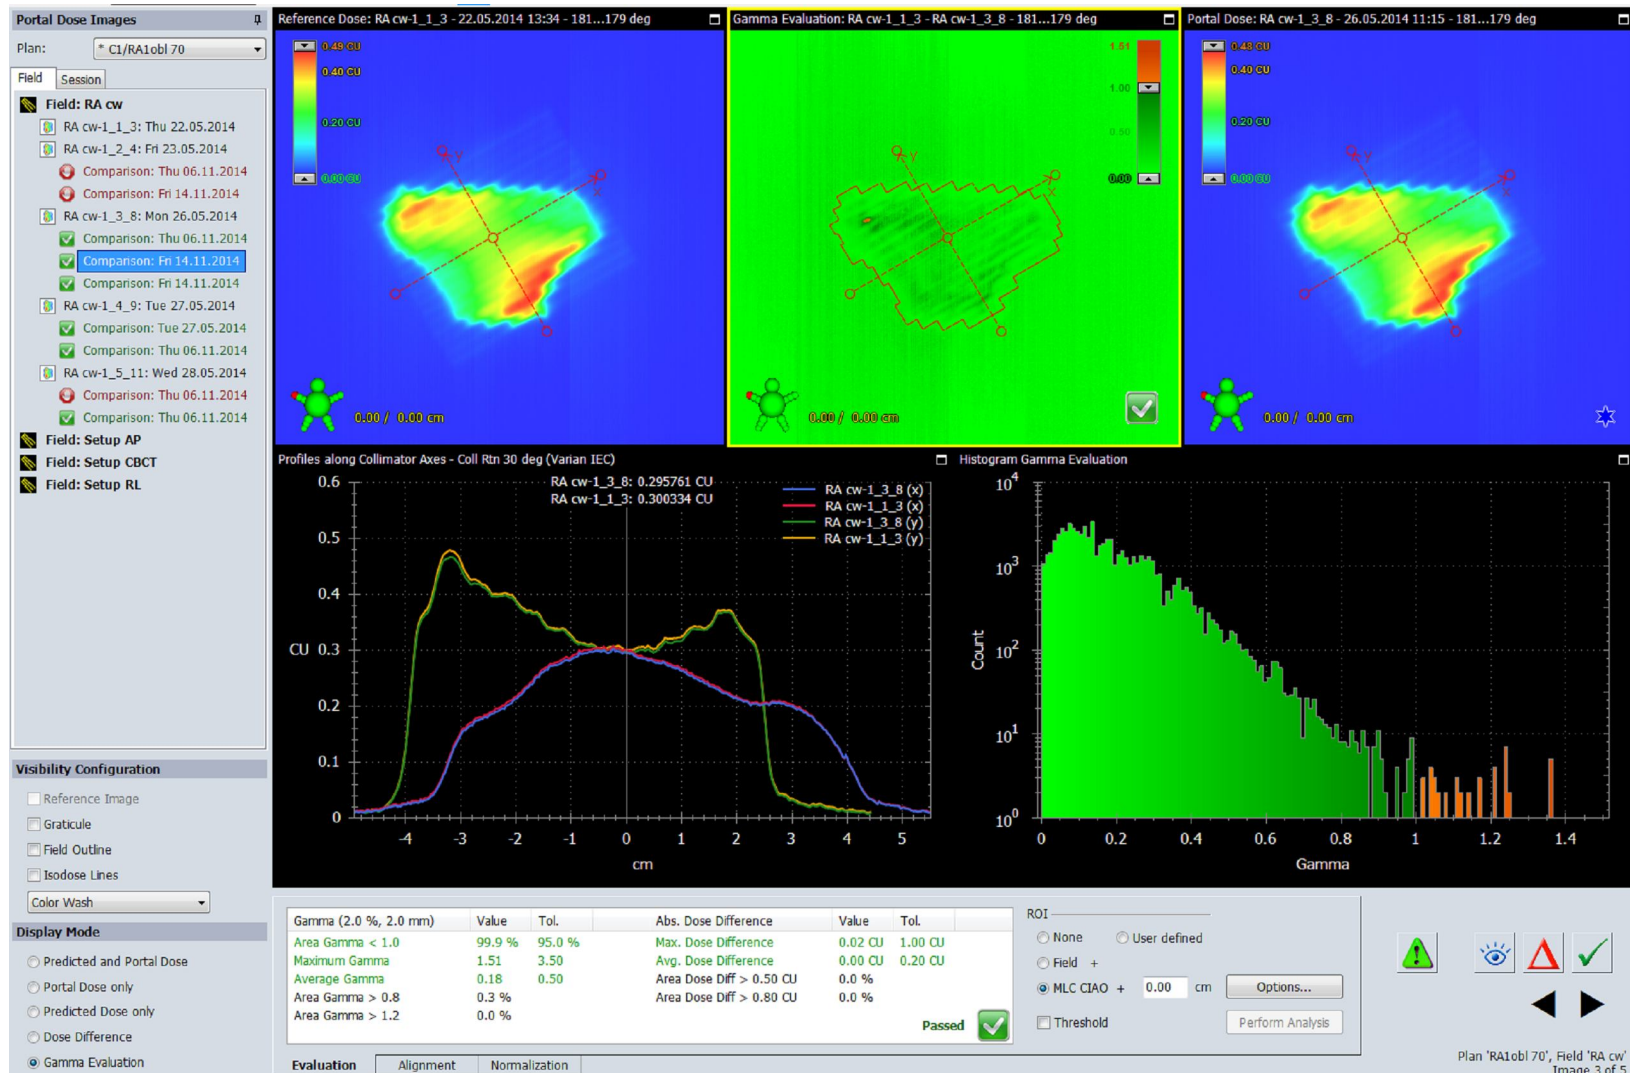 Portal Dose Images
Plan: * C1/RA1obl 70
Field Session
Field: RA cw
RA cw-1_1_3: Thu 22.05.2014
RA cw-1_2_4: Fri 23.05.2014
Comparison: Thu 06.11.2014
Comparison: Fri 14.11.2014
RA cw-1_3_8: Mon 26.05.2014
Comparison: Thu 06.11.2014
Comparison: Fri 14.11.2014
Comparison: Fri 14.11.2014
RA cw-1_4_9: Tue 27.05.2014
Comparison: Tue 27.05.2014
Comparison: Thu 06.11.2014
RA cw-1_5_11: Wed 28.05.2014
Comparison: Thu 06.11.2014
Comparison: Thu 06.11.2014
Field: Setup AP
Field: Setup CBCT
Field: Setup RL
Visibility Configuration
Reference Image
Graticule
Field Outline
Isodose Lines
Color Wash
Display Mode
Predicted and Portal Dose
Portal Dose only
Predicted Dose only
Dose Difference
Gamma Evaluation
Reference Dose: RA cw-1_1_3 - 22.05.2014 13:34 - 181...179 deg
0.49 CU
0.40 CU
0.20 CU
0.00 CU
Y
X
0.00 / 0.00 cm
Gamma Evaluation: RA cw-1_1_3 - RA cw-1_3_8 - 181...179 deg
1.51
1.00
0.50
0.00
Y
X
0.00 / 0.00 cm
Portal Dose: RA cw-1_3_8 - 26.05.2014 11:15 - 181...179 deg
0.48 CU
0.40 CU
0.20 CU
0.00 CU
Y
X
0.00 / 0.00 cm
Profiles along Collimator Axes - Coll Rtn 30 deg (Varian IEC)
RA cw-1_3_8: 0.295761 CU
RA cw-1_1_3: 0.300334 CU
RA cw-1_3_8 (x)
RA cw-1_1_3 (x)
RA cw-1_3_8 (y)
RA cw-1_1_3 (y)
0.6
0.5
0.4
CU 0.3
0.2
0.1
0
-4 -3 -2 -1 0 1 2 3 4 5
cm
Histogram Gamma Evaluation
10^4
10^3
10^2
10^1
10^0
Count
0 0.2 0.4 0.6 0.8 1 1.2 1.4
Gamma
Gamma (2.0 %, 2.0 mm) Value Tol. Abs. Dose Difference Value Tol.
Area Gamma < 1.0 99.9 % 95.0 % Max. Dose Difference 0.02 CU 1.00 CU
Maximum Gamma 1.51 3.50 Avg. Dose Difference 0.00 CU 0.20 CU
Average Gamma 0.18 0.50 Area Dose Diff > 0.50 CU 0.0 %
Area Gamma > 0.8 0.3 % Area Dose Diff > 0.80 CU 0.0 %
Area Gamma > 1.2 0.0 %
Passed
Evaluation Alignment Normalization
ROI
None User defined
Field +
MLC CIAO + 0.00 cm Options...
Threshold Perform Analysis
Plan 'RA1obl 70', Field 'RA cw'
Image 3 of 5